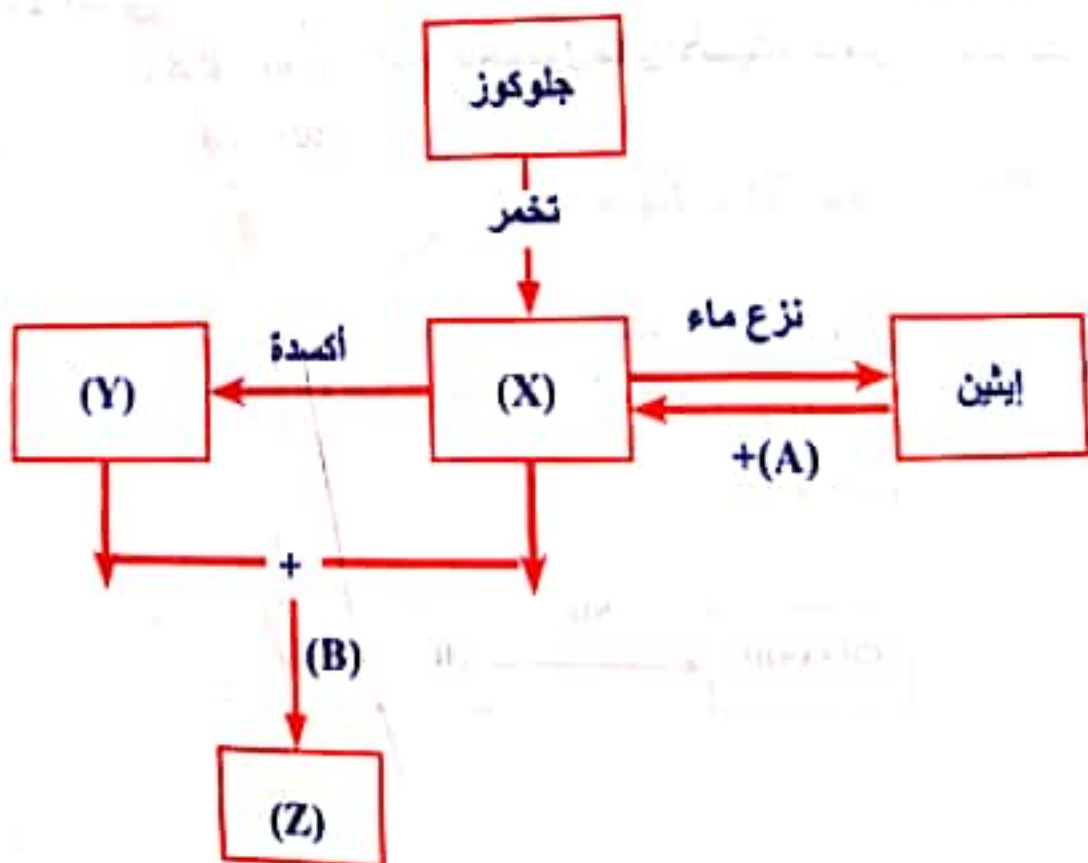 جلوكوز
تخمر
نزع ماء
أكسدة
(Y)
(X)
إيثين
+(A)
+
(B)
(Z)